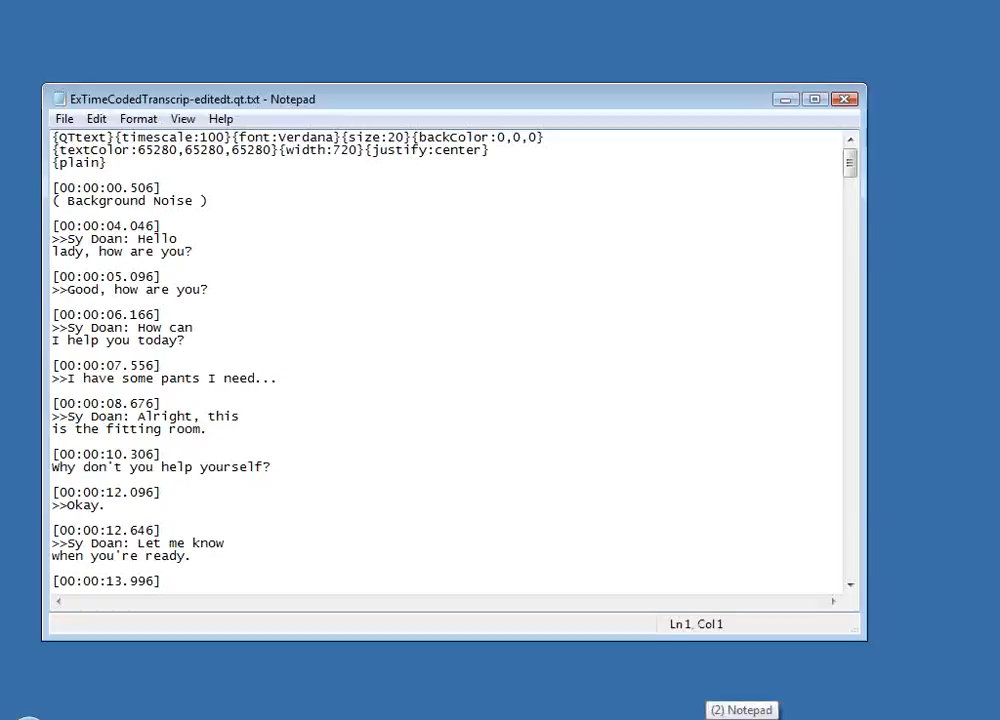 ExTimeCodedTranscrip-editedt.qt.txt - Notepad
File Edit Format View Help
{QTtext}{timescale:100}{font:Verdana}{size:20}{backColor:0,0,0}
{textColor:65280,65280,65280}{width:720}{justify:center}
{plain}
[00:00:00.506]
( Background Noise )
[00:00:04.046]
>>Sy Doan: Hello
lady, how are you?
[00:00:05.096]
>>Good, how are you?
[00:00:06.166]
>>Sy Doan: How can
I help you today?
[00:00:07.556]
>>I have some pants I need...
[00:00:08.676]
>>Sy Doan: Alright, this
is the fitting room.
[00:00:10.306]
Why don't you help yourself?
[00:00:12.096]
>>Okay.
[00:00:12.646]
>>Sy Doan: Let me know
when you're ready.
[00:00:13.996]
Ln 1, Col 1
(2) Notepad